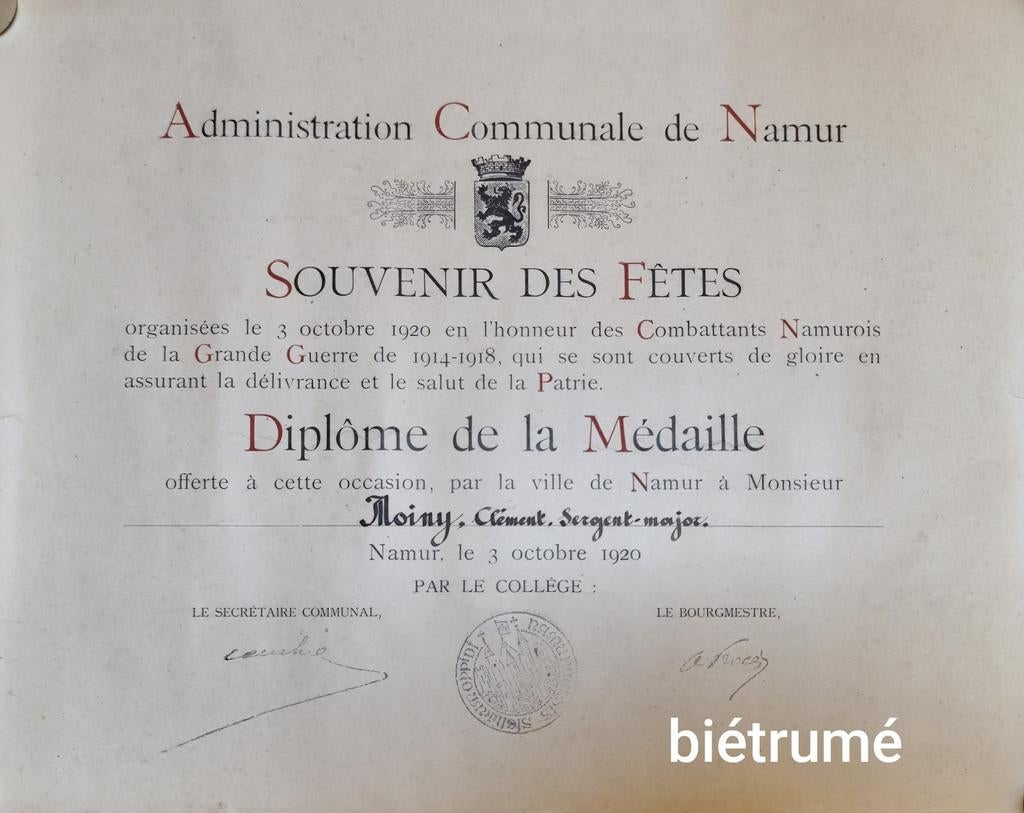 Administration Communale de Namur
SOUVENIR DES FÊTES
organisées le 3 octobre 1920 en l'honneur des Combattants Namurois
de la Grande Guerre de 1914-1918, qui se sont couverts de gloire en
assurant la délivrance et le salut de la Patrie.
Diplôme de la Médaille
offerte à cette occasion, par la ville de Namur à Monsieur
Moiny, Clément. Sergent-major.
Namur, le 3 octobre 1920
PAR LE COLLÈGE :
LE SECRÉTAIRE COMMUNAL,
LE BOURGMESTRE,
biétrumé